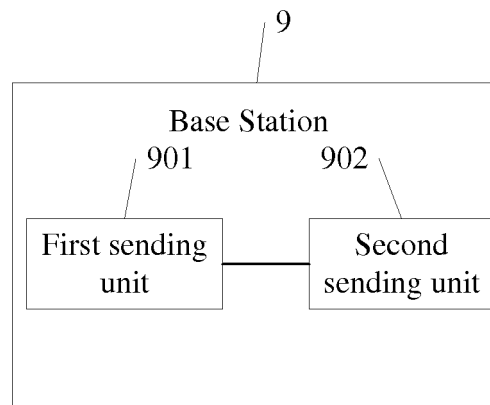 9
Base Station
901
902
First sending
unit
Second
sending unit